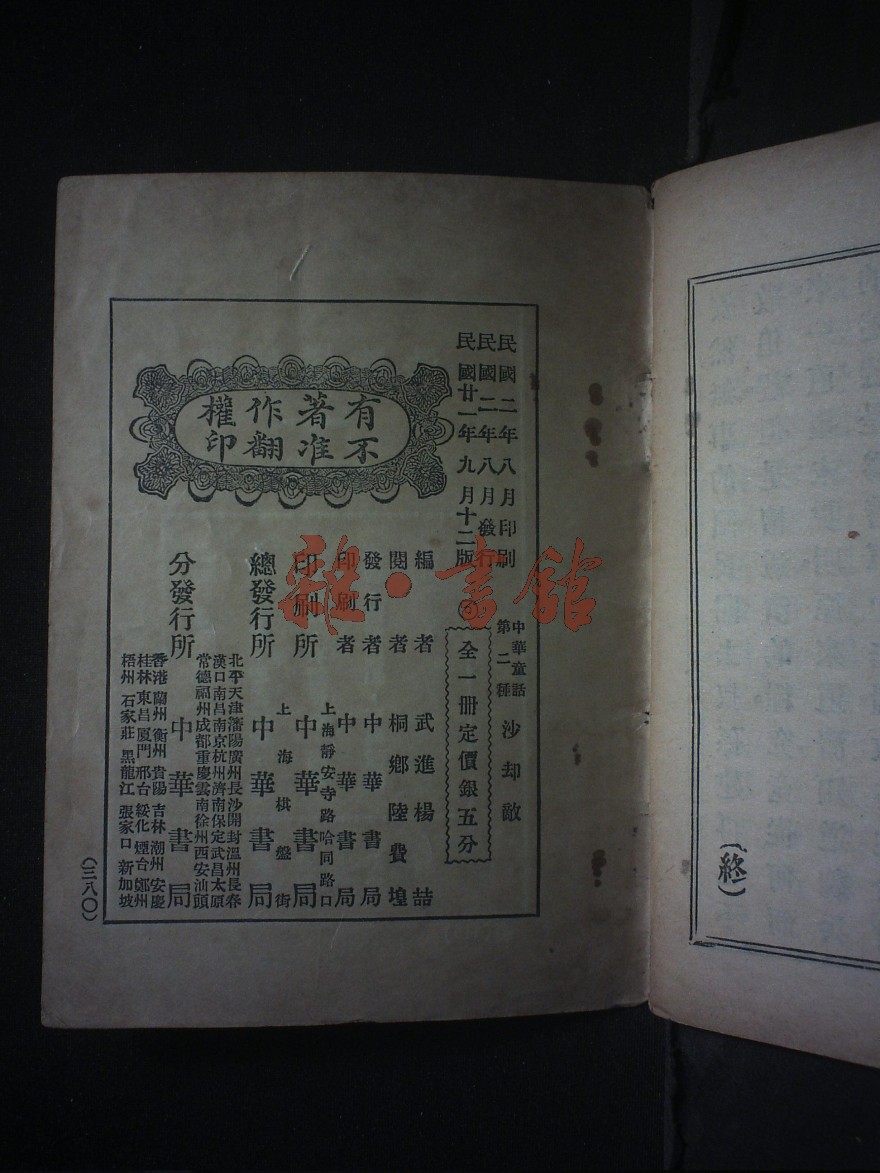 民國二年八月印刷
民國二年八月發行
民國廿一年九月十二版
中華童話
第二種
沙却敵
全一冊定價銀五分
有著作權
不准翻印
編者 武進楊喆
閱者 桐鄉陸費堭
發行者 中華書局
印刷者 中華書局
上海靜安寺路哈同路口
印刷所 中華書局
上海棋盤街
總發行所 中華書局
分發行所 中華書局
北平天津瀋陽廣州長沙開封溫州長春
漢口南昌南京杭州濟南保定武昌太原
常德福州成都重慶雲南徐州西安汕頭
香港蘭州衡州貴陽吉林潮州安慶
桂林東昌厦門邢台綏化煙台鄭州
梧州石家莊黑龍江張家口新加坡
(三八〇)
(終)
雜·書館